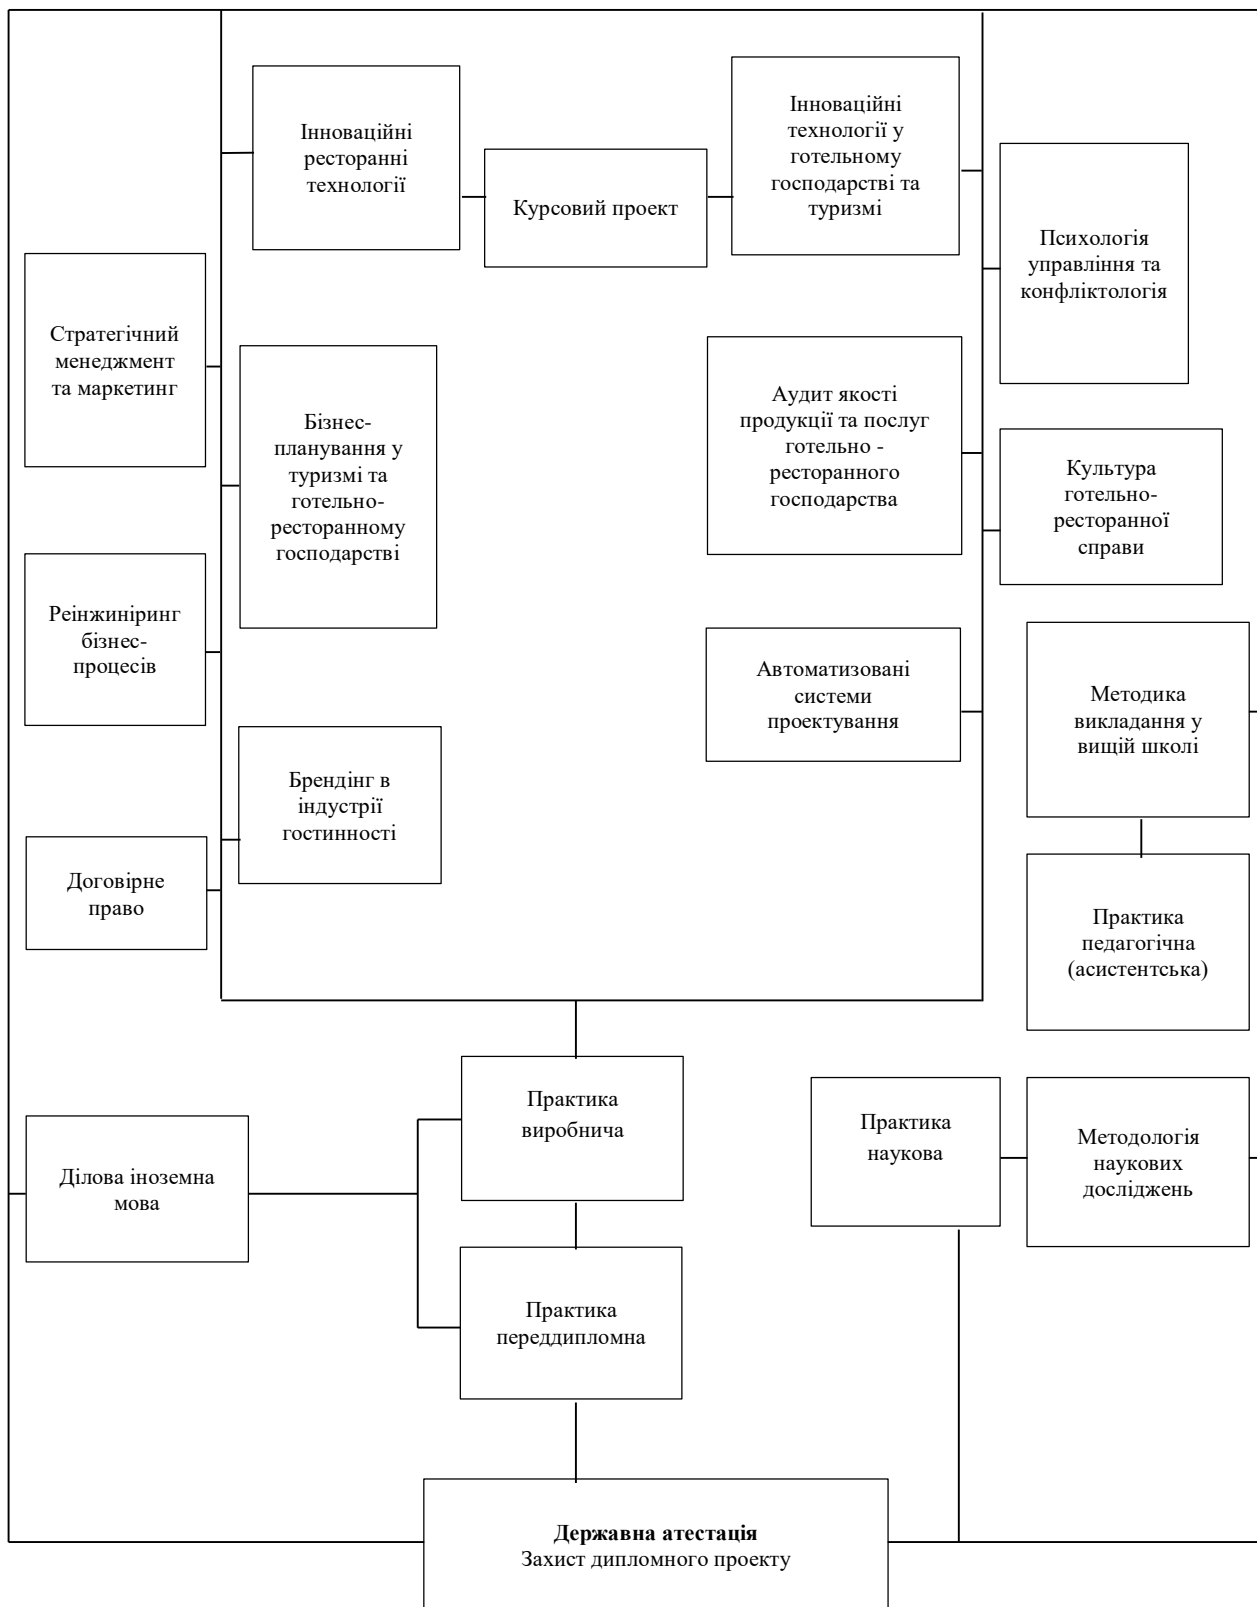 Інноваційні
ресторанні
технології
Курсовий проект
Інноваційні
технології у
готельному
господарстві та
туризмі
Психологія
управління та
конфліктологія
Стратегічний
менеджмент
та маркетинг
Бізнес-
планування у
туризмі та
готельно-
ресторанному
господарстві
Аудит якості
продукції та послуг
готельно -
ресторанного
господарства
Культура
готельно-
ресторанної
справи
Реінжиніринг
бізнес-
процесів
Автоматизовані
системи
проектування
Методика
викладання у
вищій школі
Брендінг в
індустрії
гостинності
Договірне
право
Практика
педагогічна
(асистентська)
Практика
виробнича
Практика
наукова
Методологія
наукових
досліджень
Ділова іноземна
мова
Практика
переддипломна
Державна атестація
Захист дипломного проекту